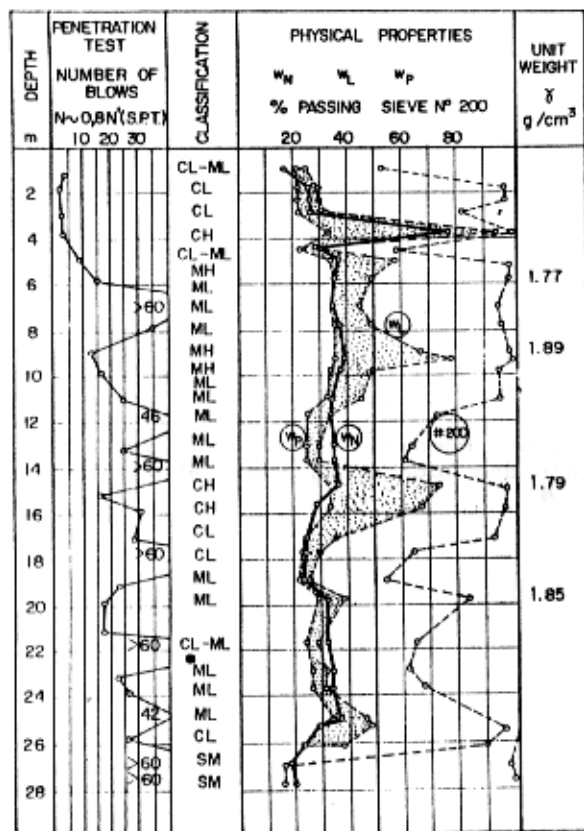 DEPTH
m
PENETRATION
TEST
NUMBER OF
BLOWS
N~0,8N'(S.P.T.)
10 20 30
CLASSIFICATION
PHYSICAL PROPERTIES
wN wL wP
% PASSING SIEVE Nº 200
20 40 60 80
UNIT
WEIGHT
γ
g/cm³
CL-ML
2 CL
CL
4 CH
CL-ML
MH
6 ML 1.77
>60 ML
8 ML wL
MH 1.89
10 MH
ML
ML
12 46 ML
ML wP wN #200
14 >60 ML
CH 1.79
16 CH
CL
18 >60 CL
ML
20 ML 1.85
22 >60 CL-ML
ML
24 ML
42 ML
26 CL
>60 SM
28 >60 SM